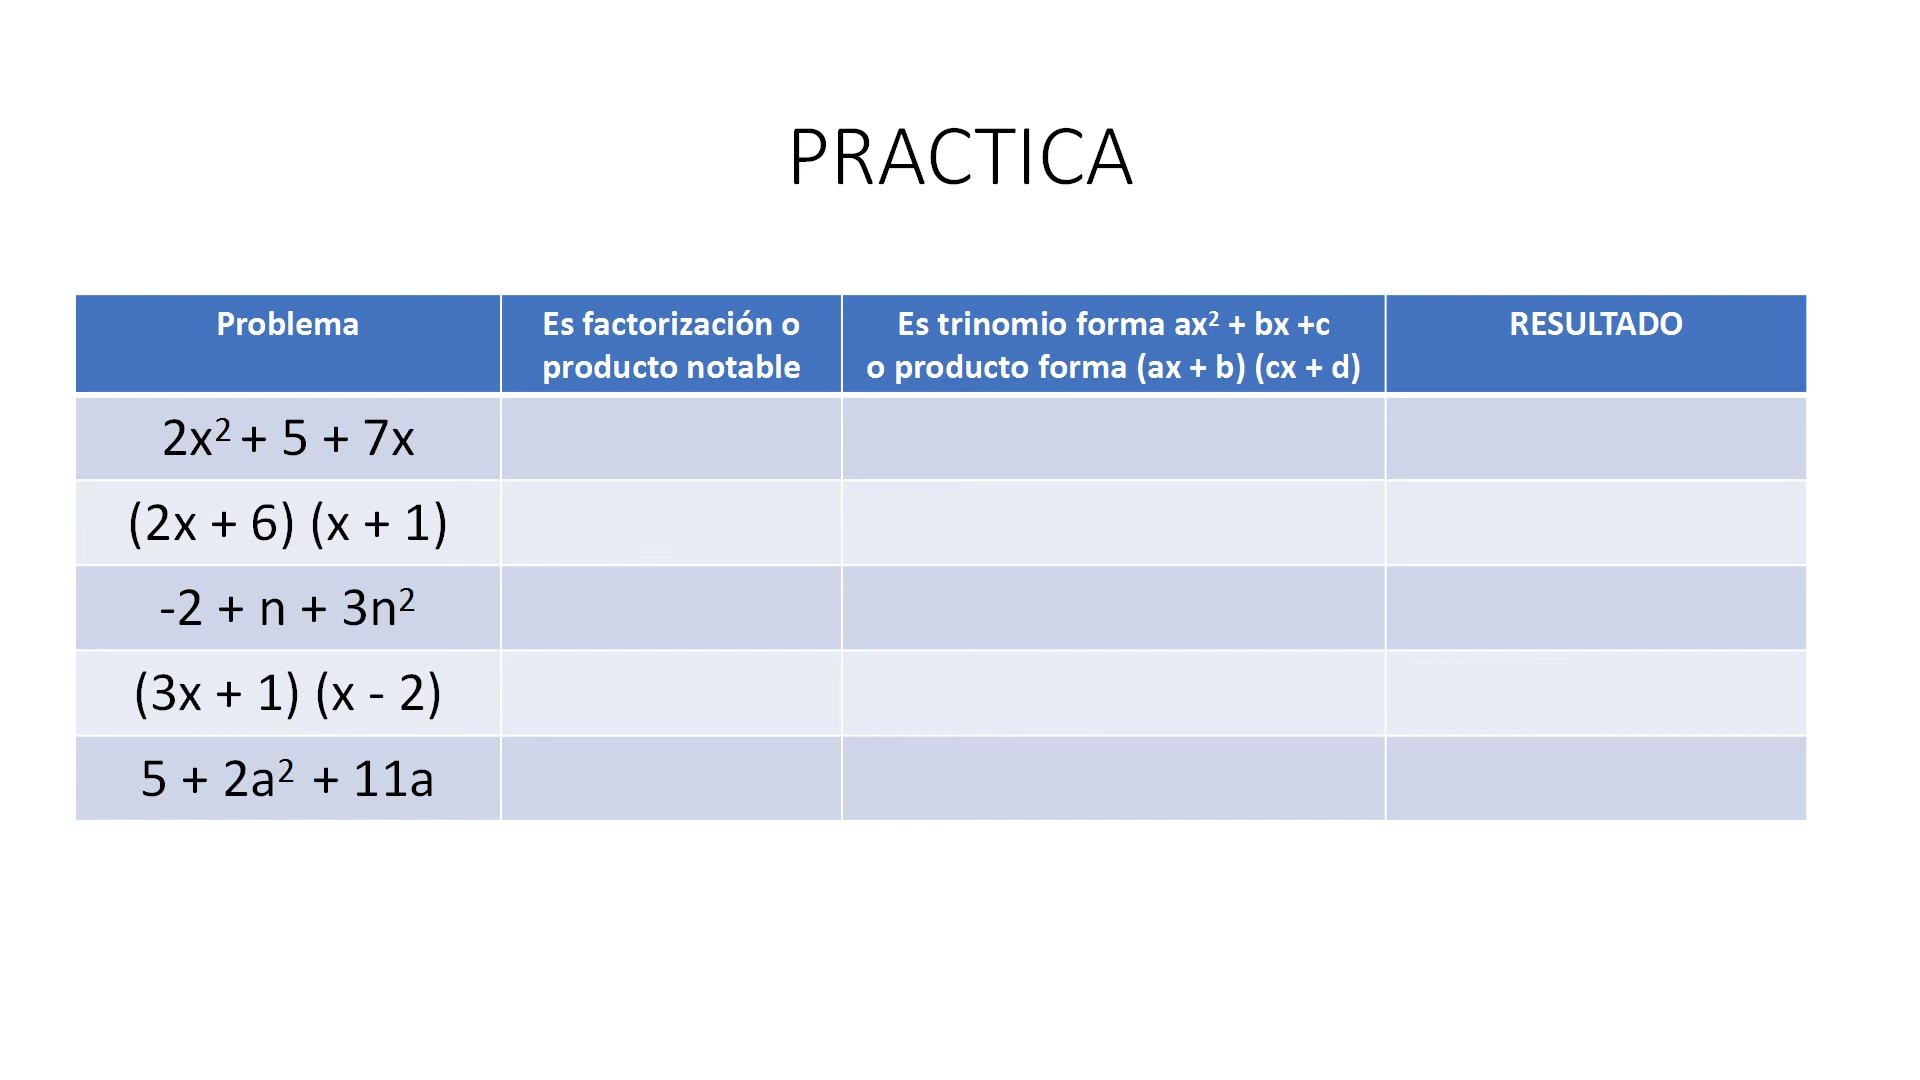 PRACTICA
Problema
Es factorización o
producto notable
Es trinomio forma ax² + bx +c
o producto forma (ax + b) (cx + d)
RESULTADO
2x² + 5 + 7x
(2x + 6) (x + 1)
-2 + n + 3n²
(3x + 1) (x - 2)
5 + 2a² + 11a